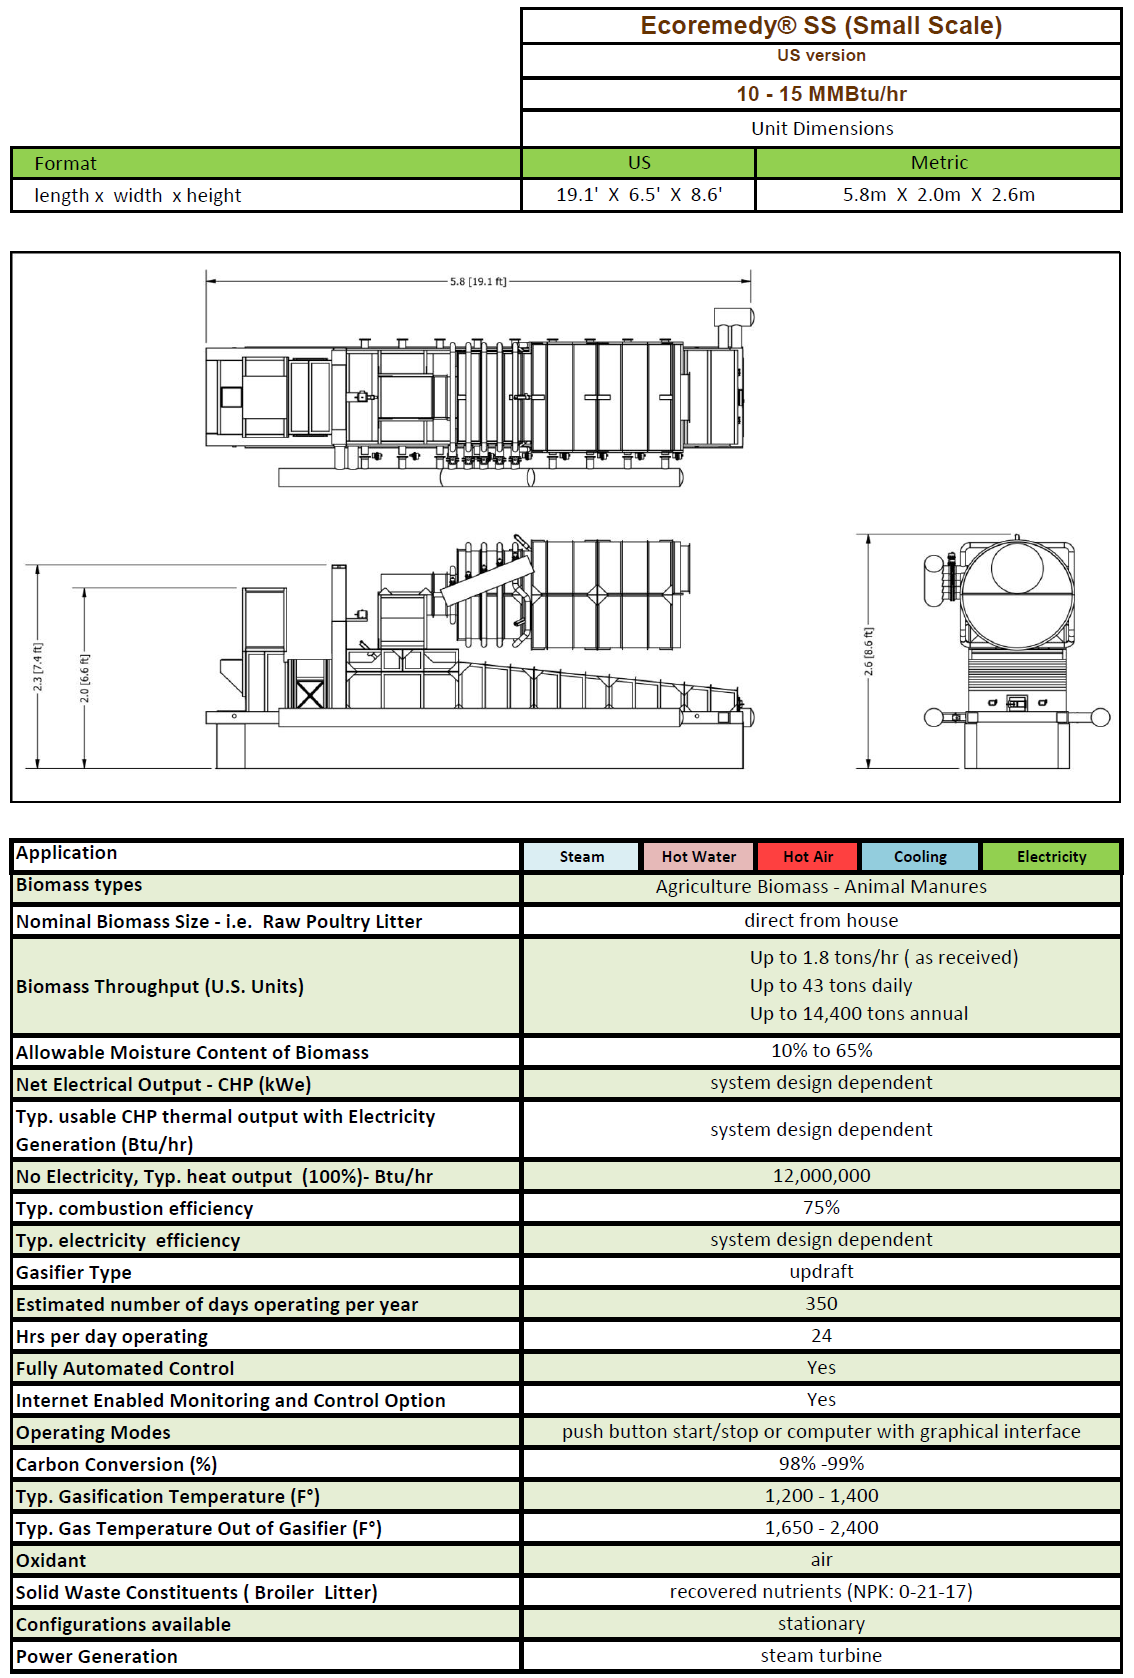 Ecoremedy® SS (Small Scale)
US version
10 - 15 MMBtu/hr
Unit Dimensions
Format US Metric
length x width x height 19.1' X 6.5' X 8.6' 5.8m X 2.0m X 2.6m
5.8 [19.1 ft]
2.3 [7.4 ft]
2.0 [6.6 ft]
2.6 [8.6 ft]
Application Steam Hot Water Hot Air Cooling Electricity
Biomass types Agriculture Biomass - Animal Manures
Nominal Biomass Size - i.e. Raw Poultry Litter direct from house
Biomass Throughput (U.S. Units)
Up to 1.8 tons/hr ( as received)
Up to 43 tons daily
Up to 14,400 tons annual
Allowable Moisture Content of Biomass 10% to 65%
Net Electrical Output - CHP (kWe) system design dependent
Typ. usable CHP thermal output with Electricity
Generation (Btu/hr)
system design dependent
No Electricity, Typ. heat output (100%)- Btu/hr 12,000,000
Typ. combustion efficiency 75%
Typ. electricity efficiency system design dependent
Gasifier Type updraft
Estimated number of days operating per year 350
Hrs per day operating 24
Fully Automated Control Yes
Internet Enabled Monitoring and Control Option Yes
Operating Modes push button start/stop or computer with graphical interface
Carbon Conversion (%) 98% -99%
Typ. Gasification Temperature (F°) 1,200 - 1,400
Typ. Gas Temperature Out of Gasifier (F°) 1,650 - 2,400
Oxidant air
Solid Waste Constituents ( Broiler Litter) recovered nutrients (NPK: 0-21-17)
Configurations available stationary
Power Generation steam turbine